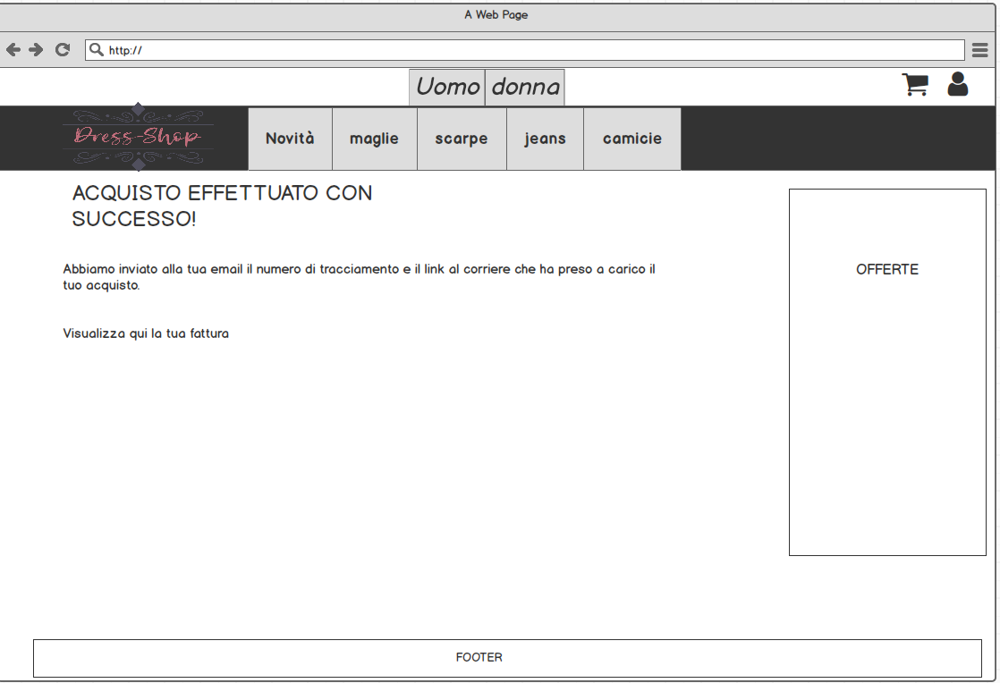 A Web Page
http://
Uomo donna
Dress-Shop
Novità maglie scarpe jeans camicie
ACQUISTO EFFETTUATO CON
SUCCESSO!
Abbiamo inviato alla tua email il numero di tracciamento e il link al corriere che ha preso a carico il
tuo acquisto.
Visualizza qui la tua fattura
OFFERTE
FOOTER